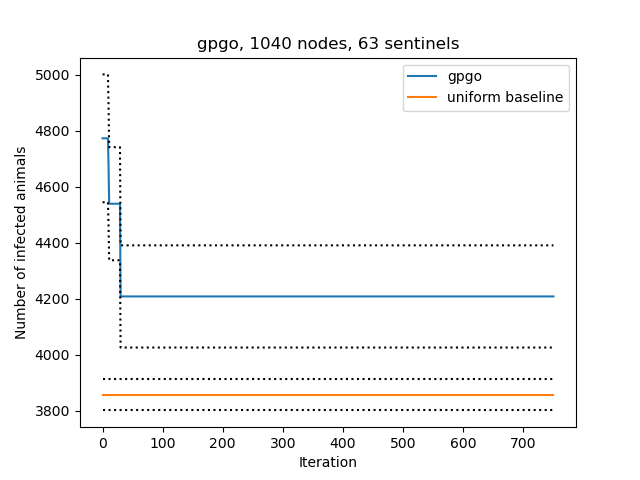 gpgo, 1040 nodes, 63 sentinels
gpgo
uniform baseline
Number of infected animals
5000
4800
4600
4400
4200
4000
3800
0 100 200 300 400 500 600 700
Iteration